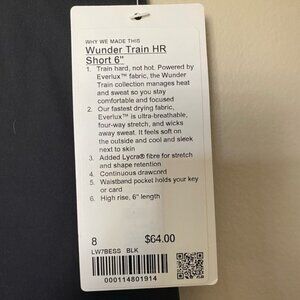 WHY WE MADE THIS
Wunder Train HR
Short 6"
1. Train hard, not hot. Powered by
Everlux™ fabric, the Wunder
Train collection manages heat
and sweat so you stay
comfortable and focused
2. Our fastest drying fabric,
Everlux™ is ultra-breathable,
four-way stretch, and wicks
away sweat. It feels soft on
the outside and cool and sleek
next to skin
3. Added Lycra® fibre for stretch
and shape retention
4. Continuous drawcord
5. Waistband pocket holds your key
or card
6. High rise, 6" length
8 $64.00
LW7BESS BLK
000114801914